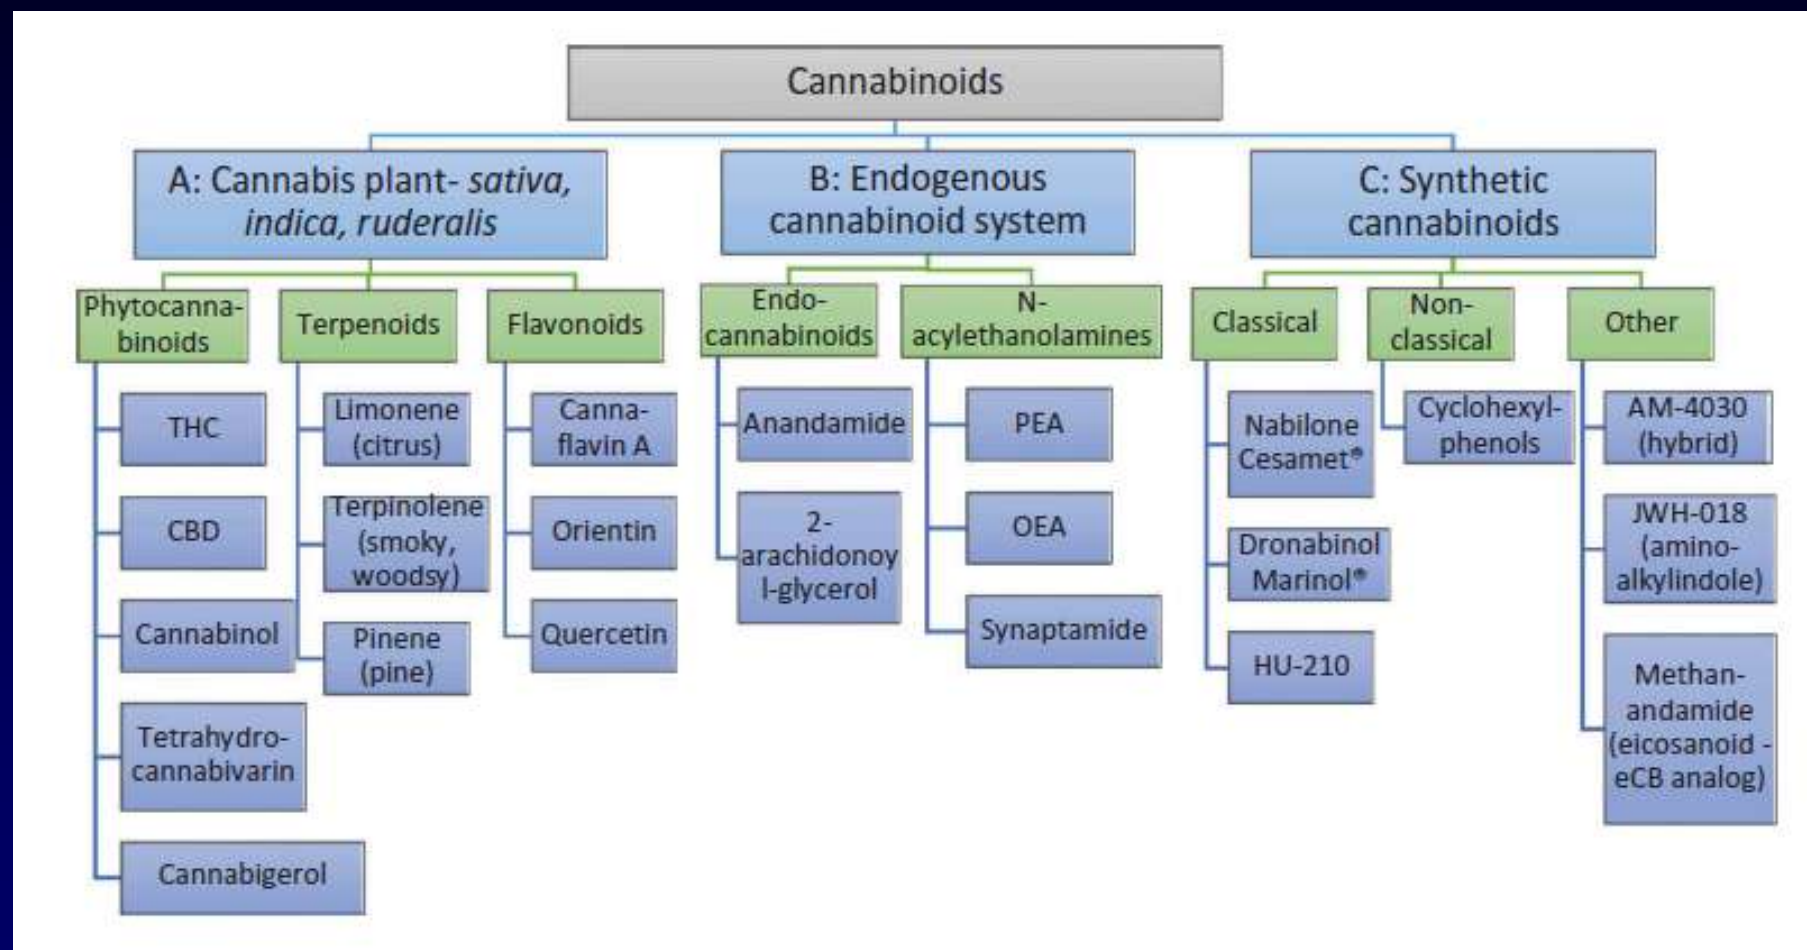 Cannabinoids
A: Cannabis plant- sativa,
indica, ruderalis
B: Endogenous
cannabinoid system
C: Synthetic
cannabinoids
Phytocanna-
binoids
Terpenoids
Flavonoids
Endo-
cannabinoids
N-
acylethanolamines
Classical
Non-
classical
Other
THC
CBD
Cannabinol
Tetrahydro-
cannabivarin
Cannabigerol
Limonene
(citrus)
Terpinolene
(smoky,
woodsy)
Pinene
(pine)
Canna-
flavin A
Orientin
Quercetin
Anandamide
2-
arachidonoy
l-glycerol
PEA
OEA
Synaptamide
Nabilone
Cesamet®
Dronabinol
Marinol®
HU-210
Cyclohexyl-
phenols
AM-4030
(hybrid)
JWH-018
(amino-
alkylindole)
Methan-
andamide
(eicosanoid -
eCB analog)